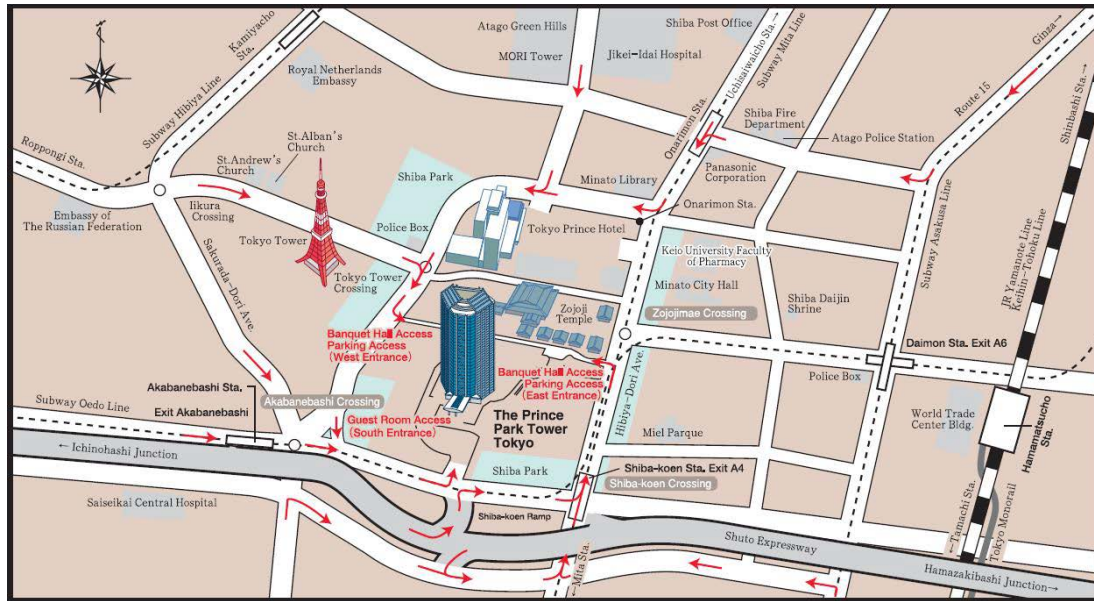 Kamiyacho
Sta.
Atago Green Hills
MORI Tower
Shiba Post Office
Jikei-Idai Hospital
Uchisaiwaicho Sta.→
Subway Mita Line
Ginza→
Route 15
Shinbashi Sta.→
Royal Netherlands
Embassy
Subway Hibiya Line
Onarimon Sta.
Shiba Fire
Department
Atago Police Station
Roppongi Sta.
St.Alban's
Church
St.Andrew's
Church
Shiba Park
Minato Library
Panasonic
Corporation
Onarimon Sta.
Embassy of
The Russian Federation
Iikura
Crossing
Tokyo Tower
Police Box
Tokyo Prince Hotel
Subway Asakusa Line
JR Yamanote Line
Keihin-Tohoku Line
Sakurada-Dori Ave.
Tokyo Tower
Crossing
Keio University Faculty
of Pharmacy
Minato City Hall
Zojoji
Temple
Zojojimae Crossing
Shiba Daijin
Shrine
Banquet Hall Access
Parking Access
(West Entrance)
Daimon Sta. Exit A6
Banquet Hall Access
Parking Access
(East Entrance)
Police Box
Akabanebashi Sta.
Exit Akabanebashi
Akabanebashi Crossing
Hibiya-Dori Ave.
Subway Oedo Line
Guest Room Access
(South Entrance)
The Prince
Park Tower
Tokyo
Miel Parque
World Trade
Center Bldg.
Hamamatsucho
Sta.
← Ichinohashi Junction
Shiba Park
Shiba-koen Sta. Exit A4
Shiba-koen Crossing
Saiseikai Central Hospital
Shiba-koen Ramp
←Tamachi Sta.
Tokyo Monorail
Shuto Expressway
←Mita Sta.
Hamazakibashi Junction→